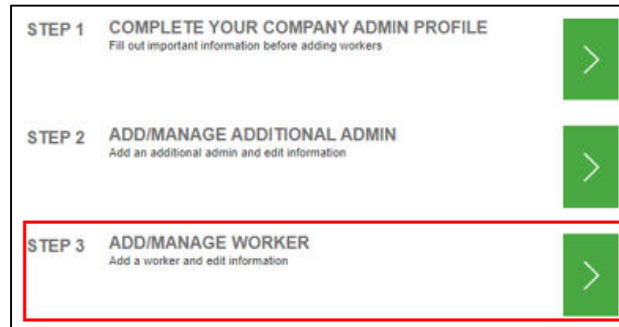 STEP 1 COMPLETE YOUR COMPANY ADMIN PROFILE
Fill out important information before adding workers
STEP 2 ADD/MANAGE ADDITIONAL ADMIN
Add an additional admin and edit information
STEP 3 ADD/MANAGE WORKER
Add a worker and edit information